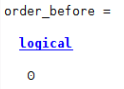 order_before =
logical
0